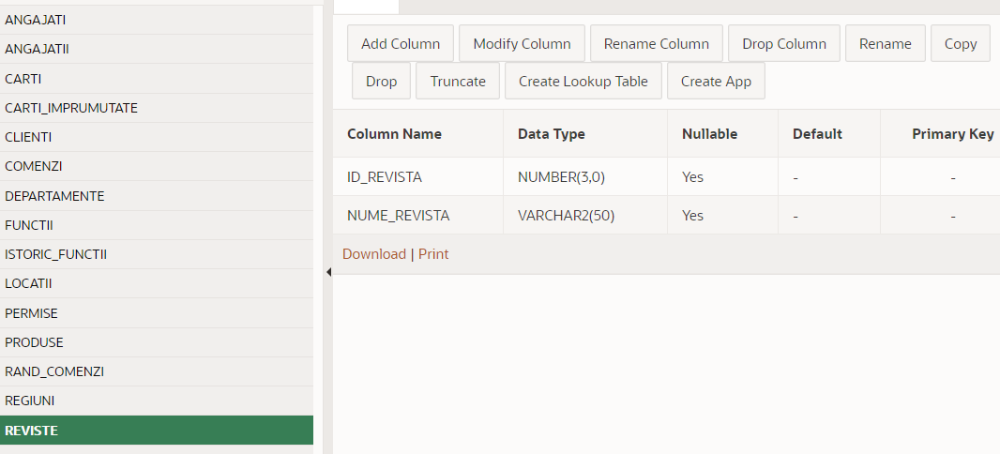 ANGAJATI
ANGAJATII
CARTI
CARTI_IMPRUMUTATE
CLIENTI
COMENZI
DEPARTAMENTE
FUNCTII
ISTORIC_FUNCTII
LOCATII
PERMISE
PRODUSE
RAND_COMENZI
REGIUNI
REVISTE
Add Column Modify Column Rename Column Drop Column Rename Copy
Drop Truncate Create Lookup Table Create App
Column Name Data Type Nullable Default Primary Key
ID_REVISTA NUMBER(3,0) Yes - -
NUME_REVISTA VARCHAR2(50) Yes - -
Download | Print